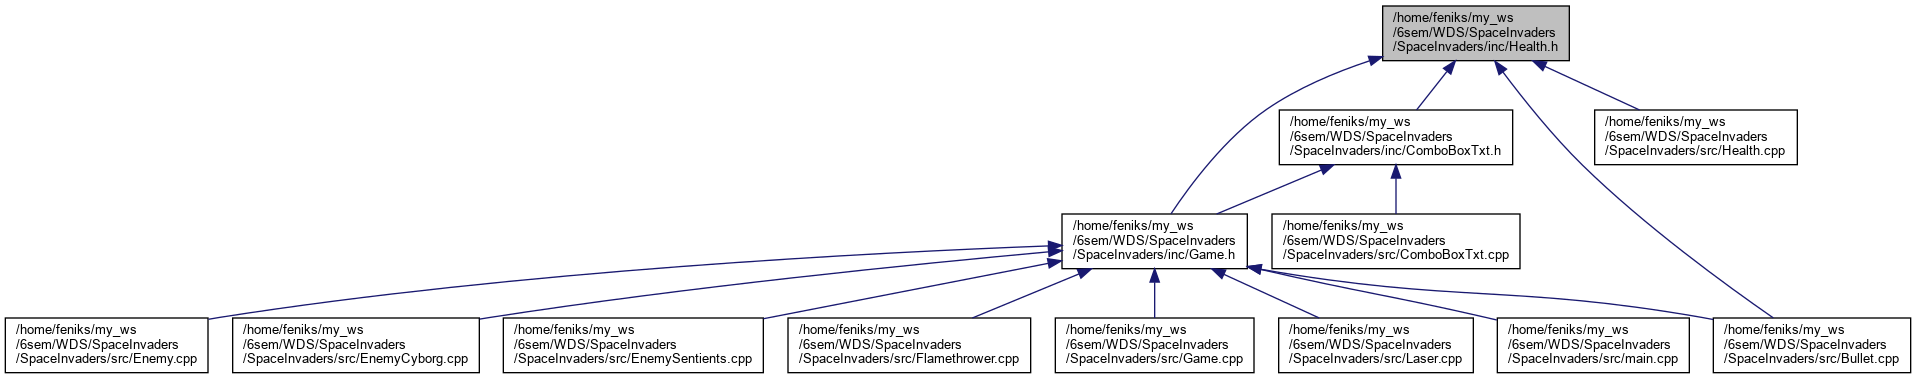 /home/feniks/my_ws
/6sem/WDS/SpaceInvaders
/SpaceInvaders/inc/Health.h
/home/feniks/my_ws
/6sem/WDS/SpaceInvaders
/SpaceInvaders/inc/ComboBoxTxt.h
/home/feniks/my_ws
/6sem/WDS/SpaceInvaders
/SpaceInvaders/src/Health.cpp
/home/feniks/my_ws
/6sem/WDS/SpaceInvaders
/SpaceInvaders/inc/Game.h
/home/feniks/my_ws
/6sem/WDS/SpaceInvaders
/SpaceInvaders/src/ComboBoxTxt.cpp
/home/feniks/my_ws
/6sem/WDS/SpaceInvaders
/SpaceInvaders/src/Enemy.cpp
/home/feniks/my_ws
/6sem/WDS/SpaceInvaders
/SpaceInvaders/src/EnemyCyborg.cpp
/home/feniks/my_ws
/6sem/WDS/SpaceInvaders
/SpaceInvaders/src/EnemySentients.cpp
/home/feniks/my_ws
/6sem/WDS/SpaceInvaders
/SpaceInvaders/src/Flamethrower.cpp
/home/feniks/my_ws
/6sem/WDS/SpaceInvaders
/SpaceInvaders/src/Game.cpp
/home/feniks/my_ws
/6sem/WDS/SpaceInvaders
/SpaceInvaders/src/Laser.cpp
/home/feniks/my_ws
/6sem/WDS/SpaceInvaders
/SpaceInvaders/src/main.cpp
/home/feniks/my_ws
/6sem/WDS/SpaceInvaders
/SpaceInvaders/src/Bullet.cpp